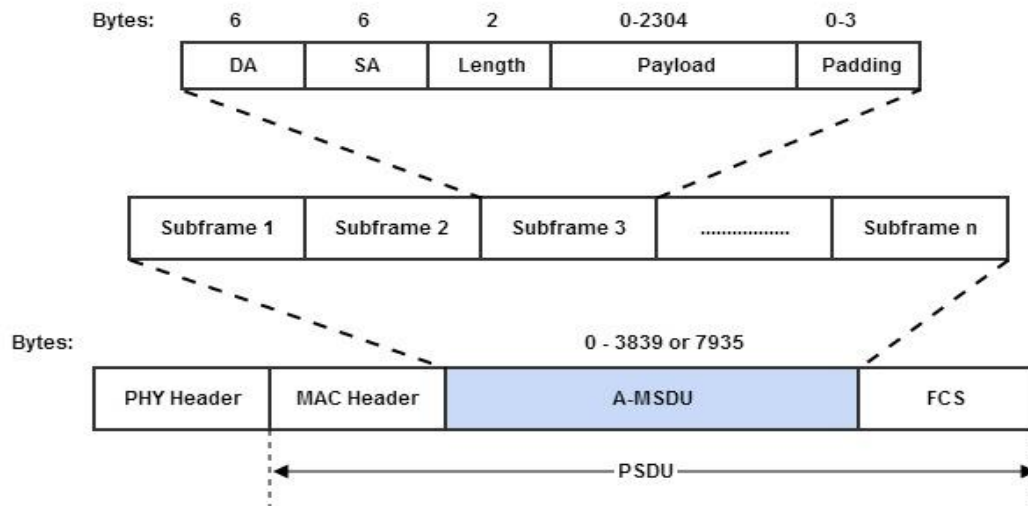 Bytes: 6 6 2 0-2304 0-3
DA SA Length Payload Padding
Subframe 1 Subframe 2 Subframe 3 ................. Subframe n
Bytes: 0 - 3839 or 7935
PHY Header MAC Header A-MSDU FCS
PSDU